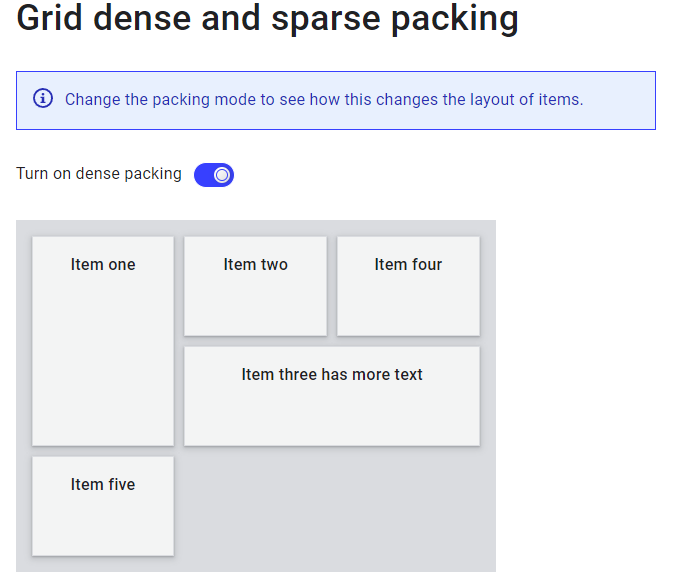 Grid dense and sparse packing
Change the packing mode to see how this changes the layout of items.
Turn on dense packing
Item one
Item two
Item four
Item three has more text
Item five